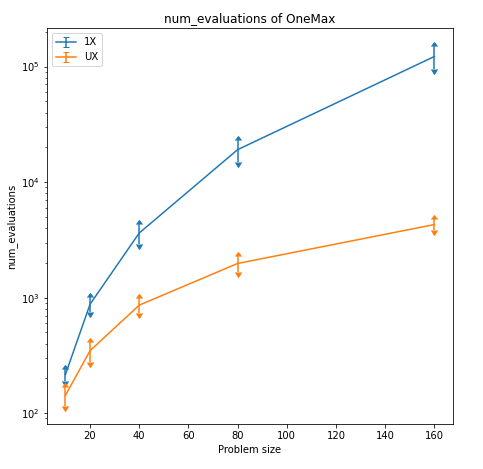 num_evaluations of OneMax
1X
UX
10^5
10^4
10^3
10^2
num_evaluations
20 40 60 80 100 120 140 160
Problem size